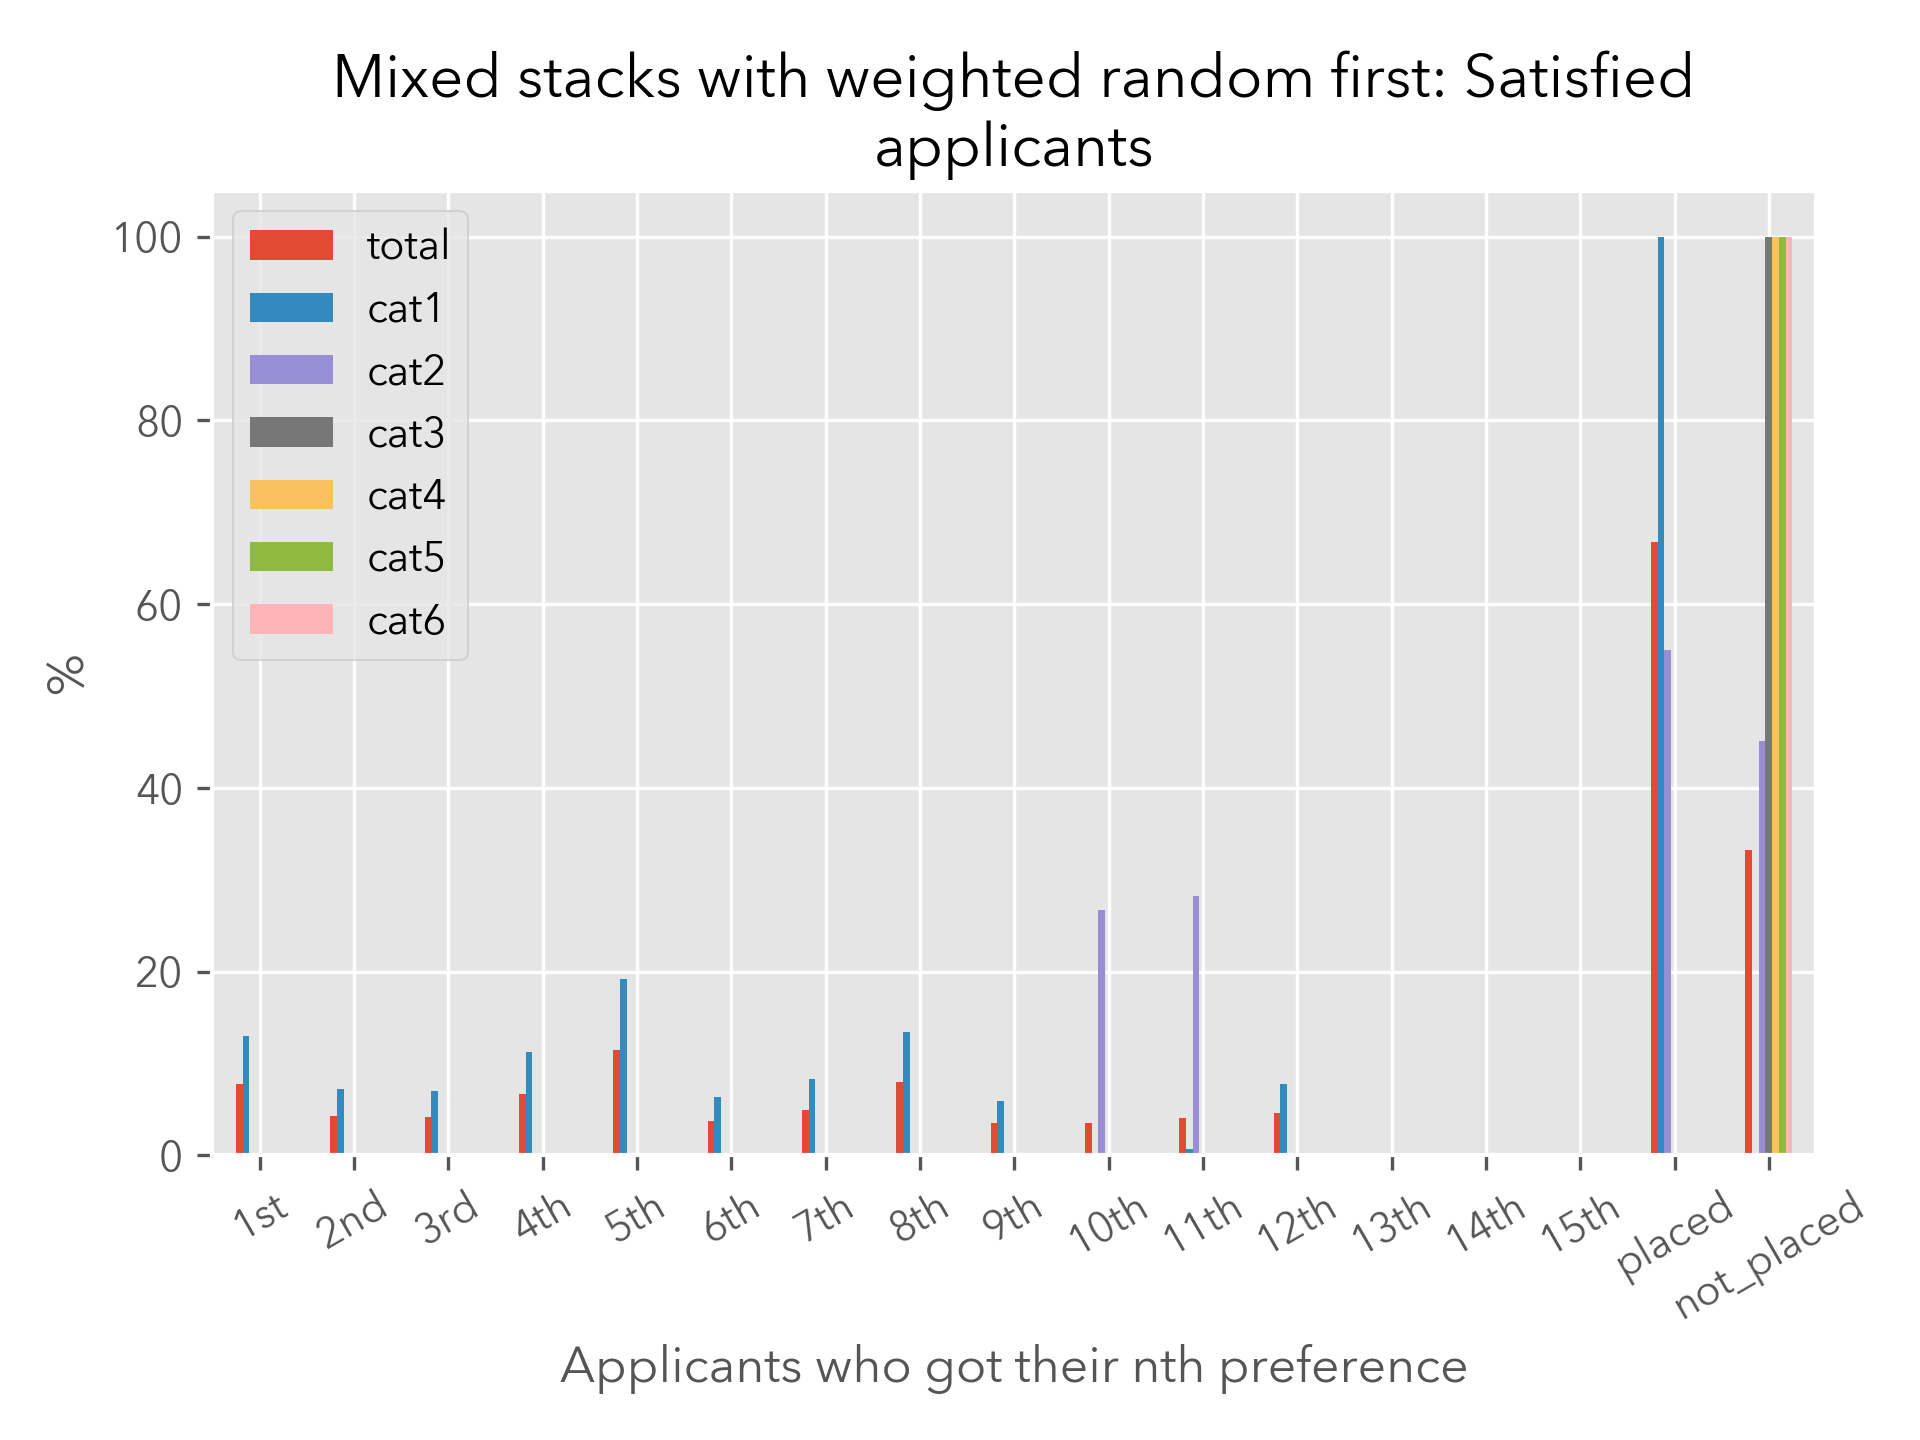 Mixed stacks with weighted random first: Satisfied
applicants
100
80
60
40
20
0
%
total
cat1
cat2
cat3
cat4
cat5
cat6
1st
2nd
3rd
4th
5th
6th
7th
8th
9th
10th
11th
12th
13th
14th
15th
placed
not_placed
Applicants who got their nth preference